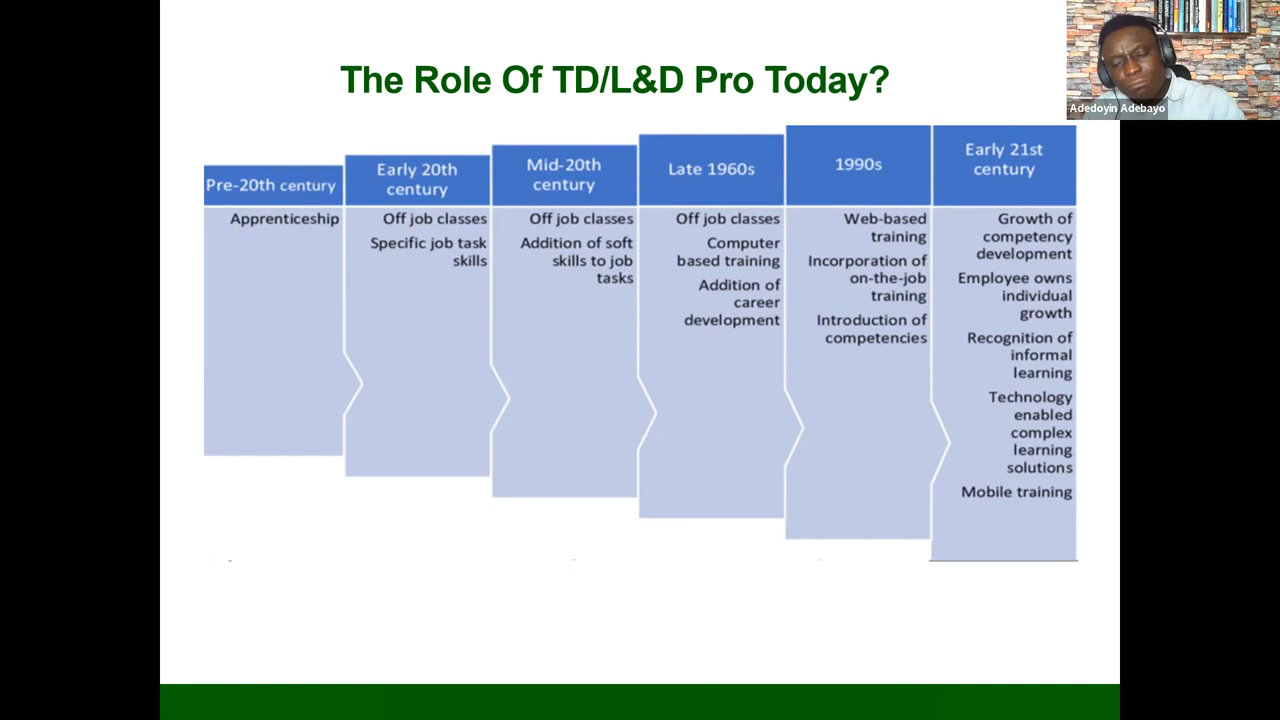 The Role Of TD/L&D Pro Today?
Adedoyin Adebayo
Pre-20th century
Apprenticeship
Early 20th
century
Off job classes
Specific job task
skills
Mid-20th
century
Off job classes
Addition of soft
skills to job
tasks
Late 1960s
Off job classes
Computer
based training
Addition of
career
development
1990s
Web-based
training
Incorporation of
on-the-job
training
Introduction of
competencies
Early 21st
century
Growth of
competency
development
Employee owns
individual
growth
Recognition of
informal
learning
Technology
enabled
complex
learning
solutions
Mobile training